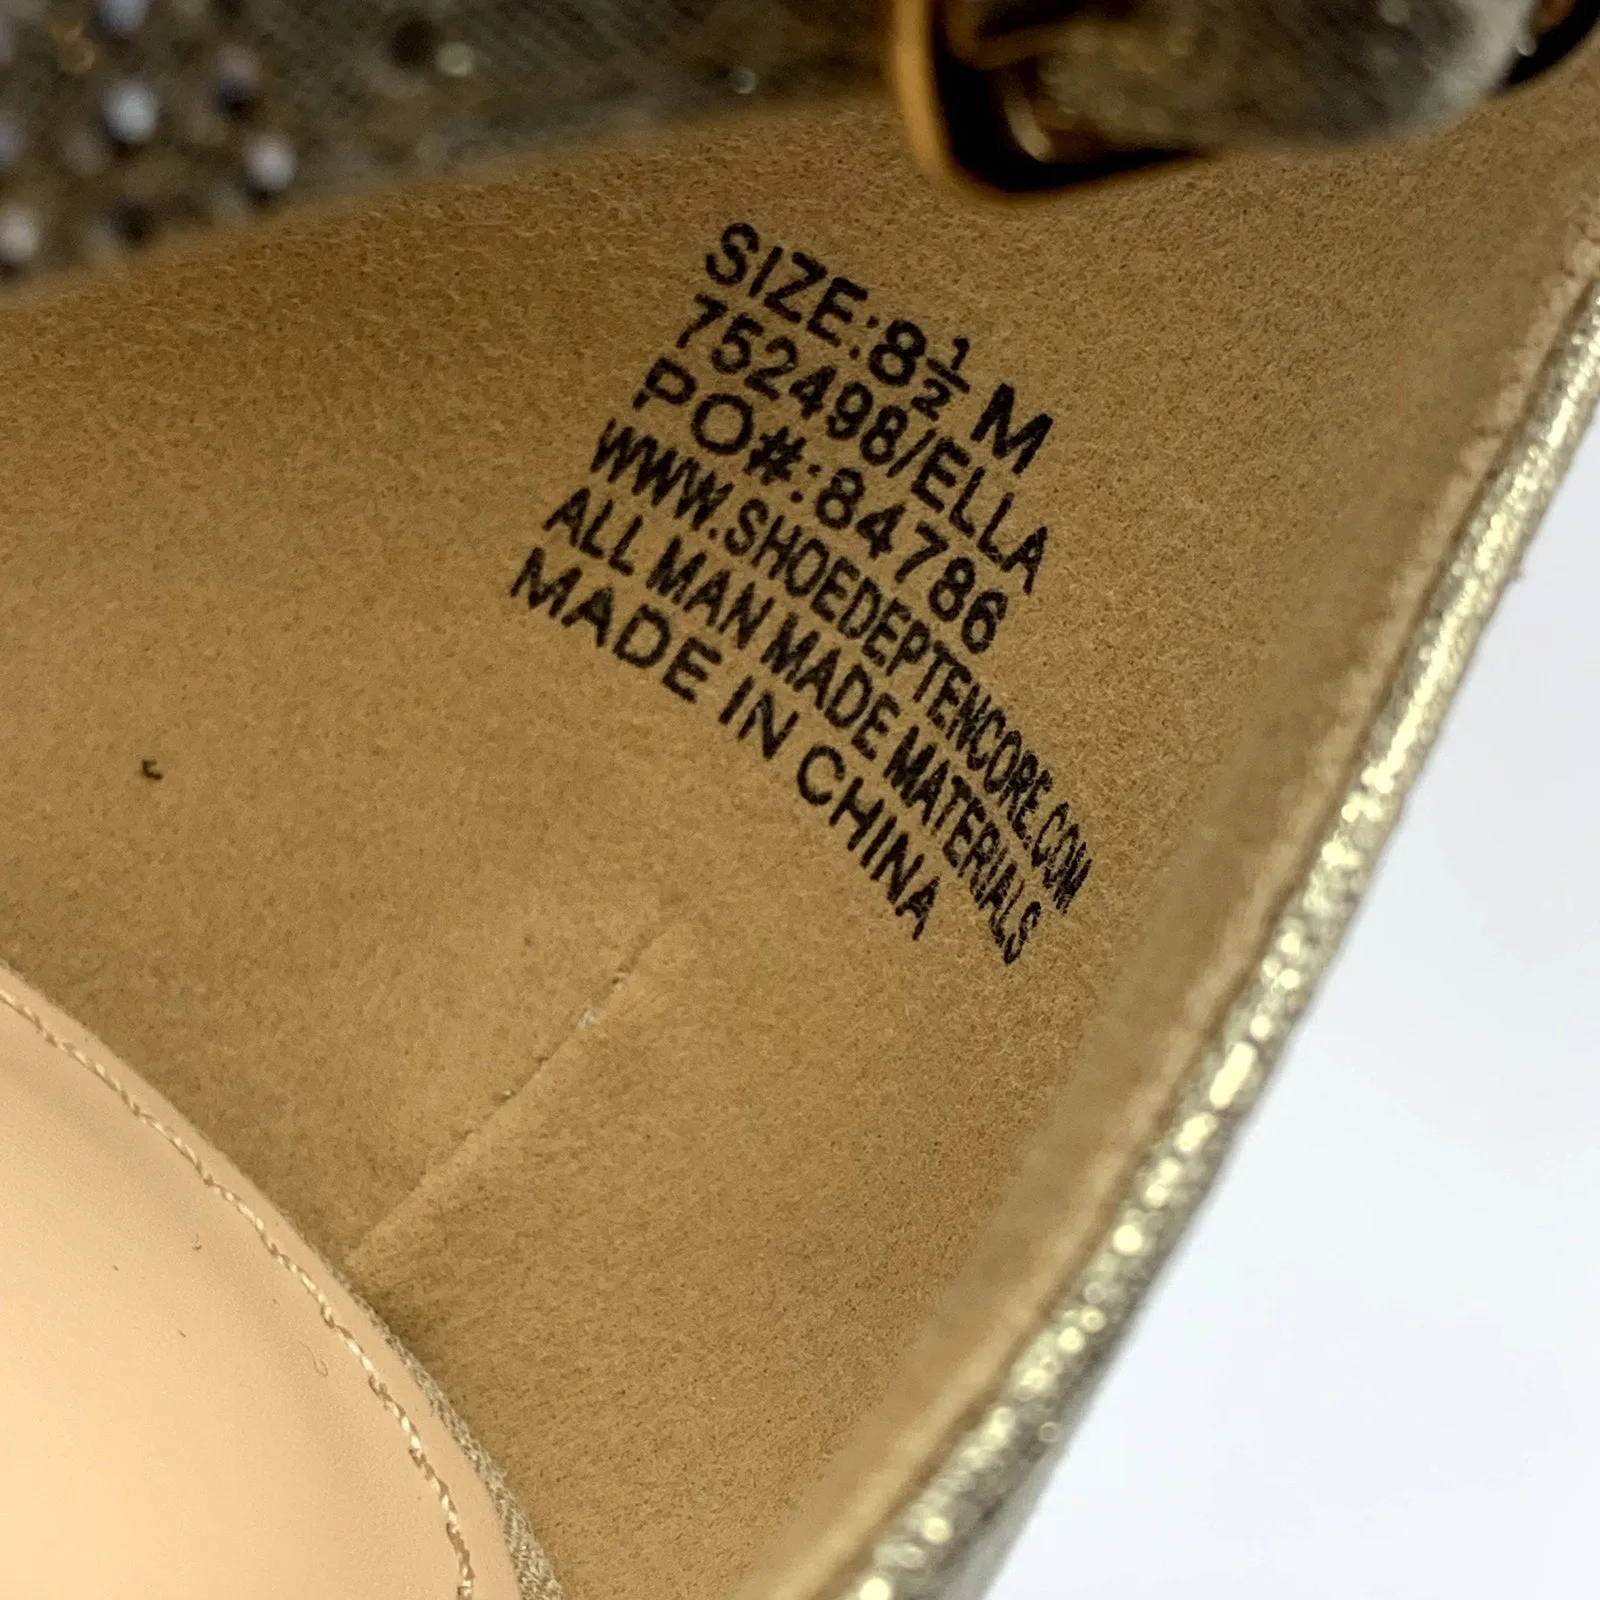 SIZE:8½ M
752498/ELLA
PO#:84786
WWW.SHOEDEPTENCORE.COM
ALL MAN MADE MATERIALS
MADE IN CHINA